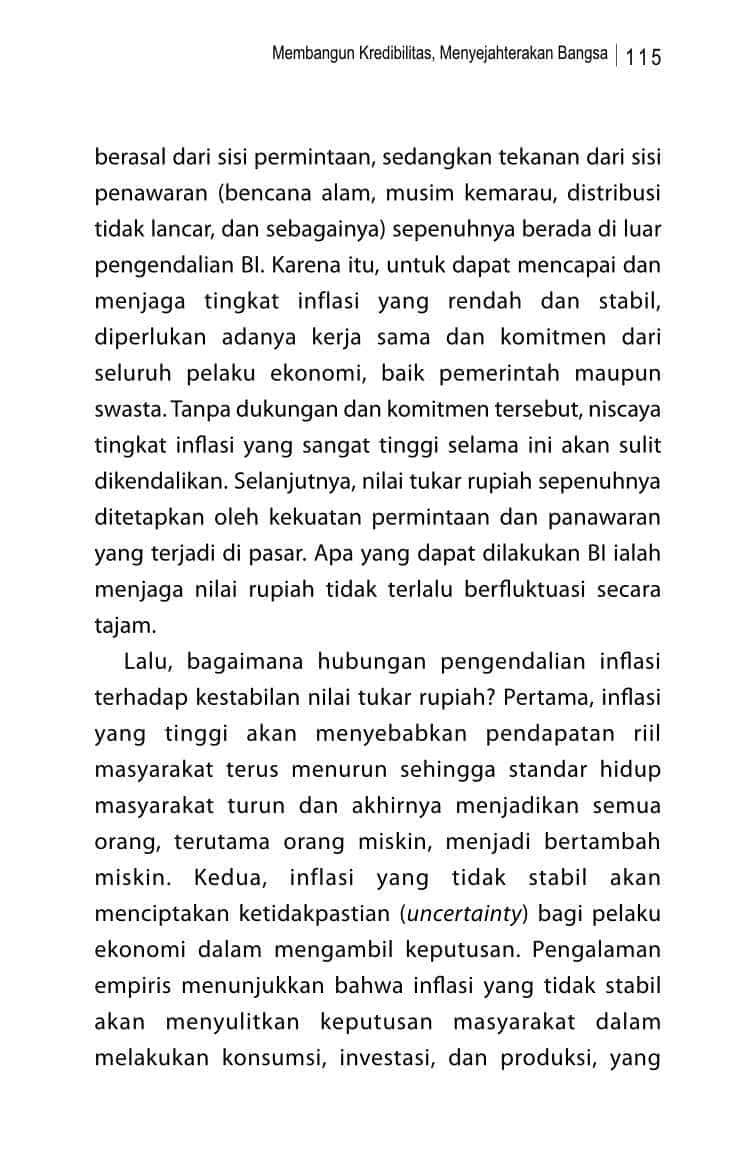 Membangun Kredibilitas, Menyejahterakan Bangsa | 115
berasal dari sisi permintaan, sedangkan tekanan dari sisi
penawaran (bencana alam, musim kemarau, distribusi
tidak lancar, dan sebagainya) sepenuhnya berada di luar
pengendalian BI. Karena itu, untuk dapat mencapai dan
menjaga tingkat inflasi yang rendah dan stabil,
diperlukan adanya kerja sama dan komitmen dari
seluruh pelaku ekonomi, baik pemerintah maupun
swasta. Tanpa dukungan dan komitmen tersebut, niscaya
tingkat inflasi yang sangat tinggi selama ini akan sulit
dikendalikan. Selanjutnya, nilai tukar rupiah sepenuhnya
ditetapkan oleh kekuatan permintaan dan panawaran
yang terjadi di pasar. Apa yang dapat dilakukan BI ialah
menjaga nilai rupiah tidak terlalu berfluktuasi secara
tajam.
Lalu, bagaimana hubungan pengendalian inflasi
terhadap kestabilan nilai tukar rupiah? Pertama, inflasi
yang tinggi akan menyebabkan pendapatan riil
masyarakat terus menurun sehingga standar hidup
masyarakat turun dan akhirnya menjadikan semua
orang, terutama orang miskin, menjadi bertambah
miskin. Kedua, inflasi yang tidak stabil akan
menciptakan ketidakpastian (uncertainty) bagi pelaku
ekonomi dalam mengambil keputusan. Pengalaman
empiris menunjukkan bahwa inflasi yang tidak stabil
akan menyulitkan keputusan masyarakat dalam
melakukan konsumsi, investasi, dan produksi, yang